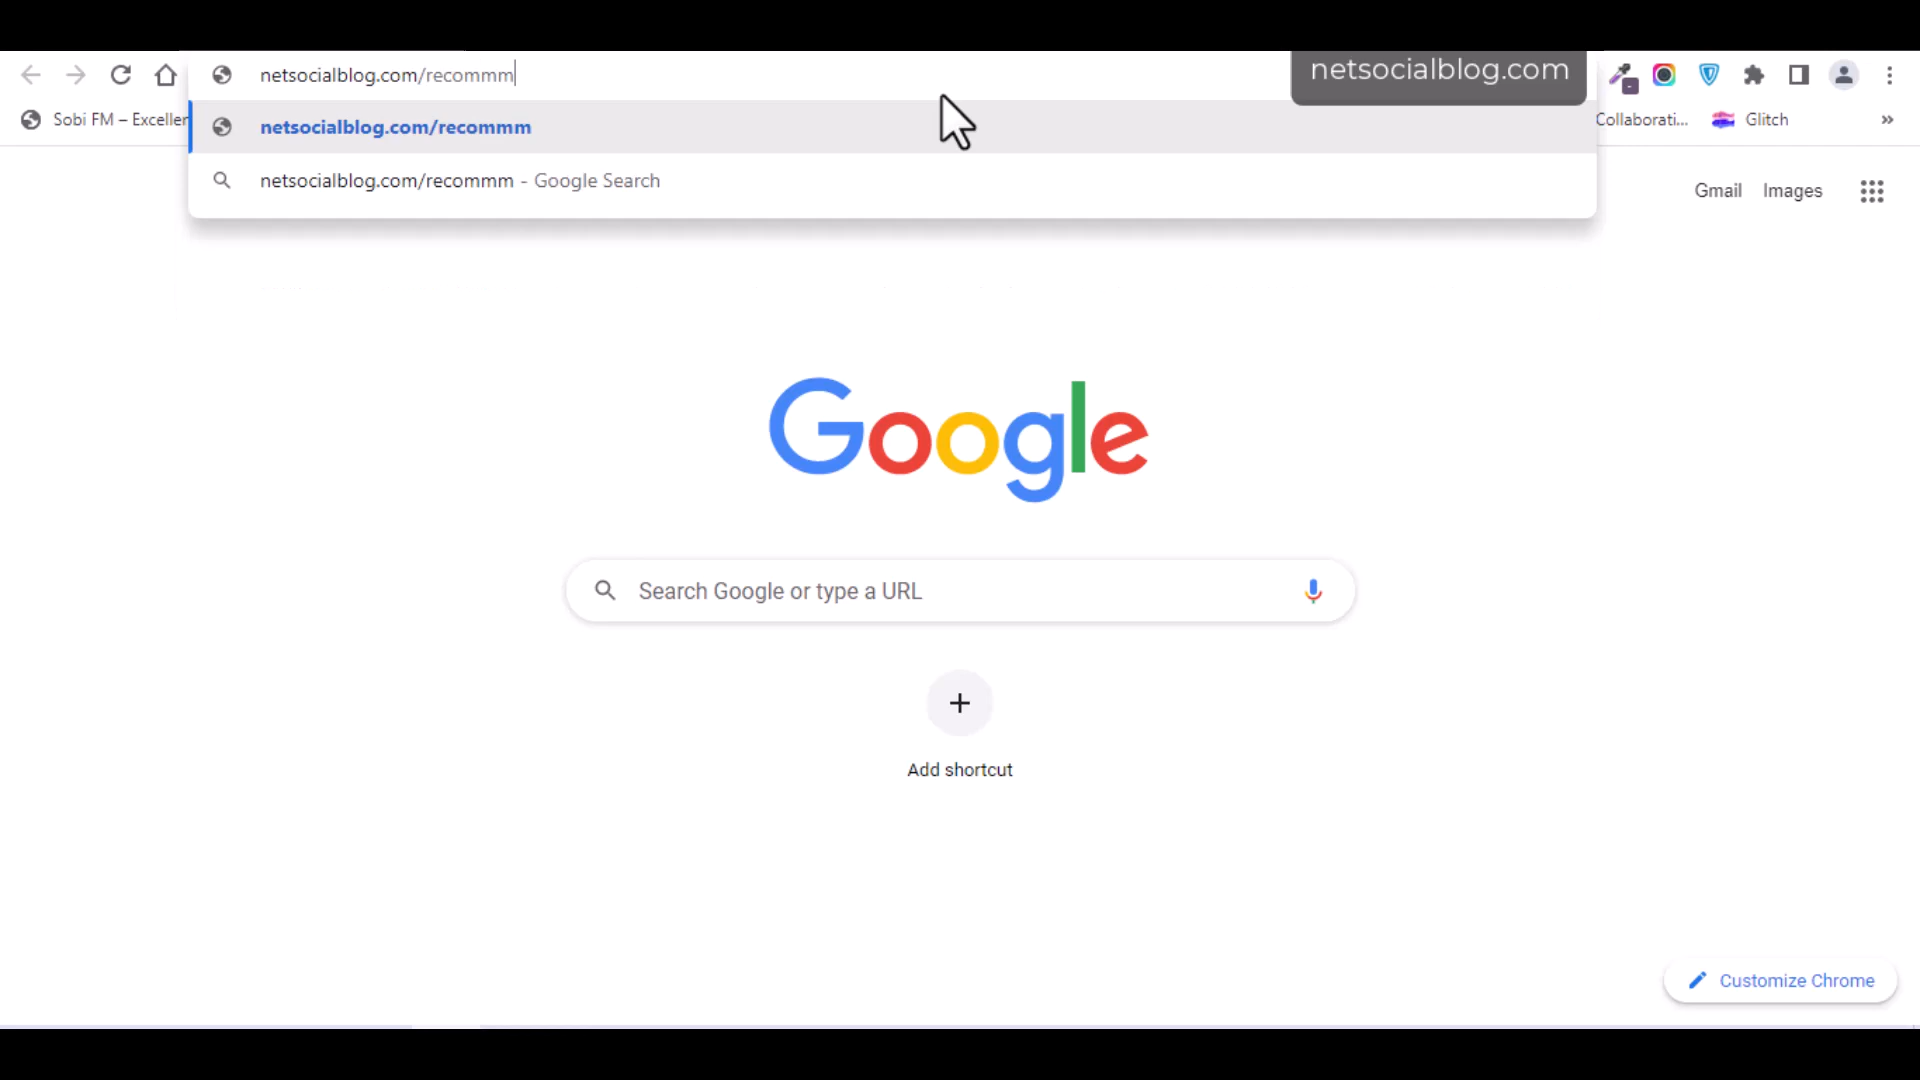 netsocialblog.com/recommm
netsocialblog.com
Sobi FM – Exceller
netsocialblog.com/recommm
Collaborati...
Glitch
»
netsocialblog.com/recommm - Google Search
Gmail
Images
Google
Search Google or type a URL
Add shortcut
Customize Chrome